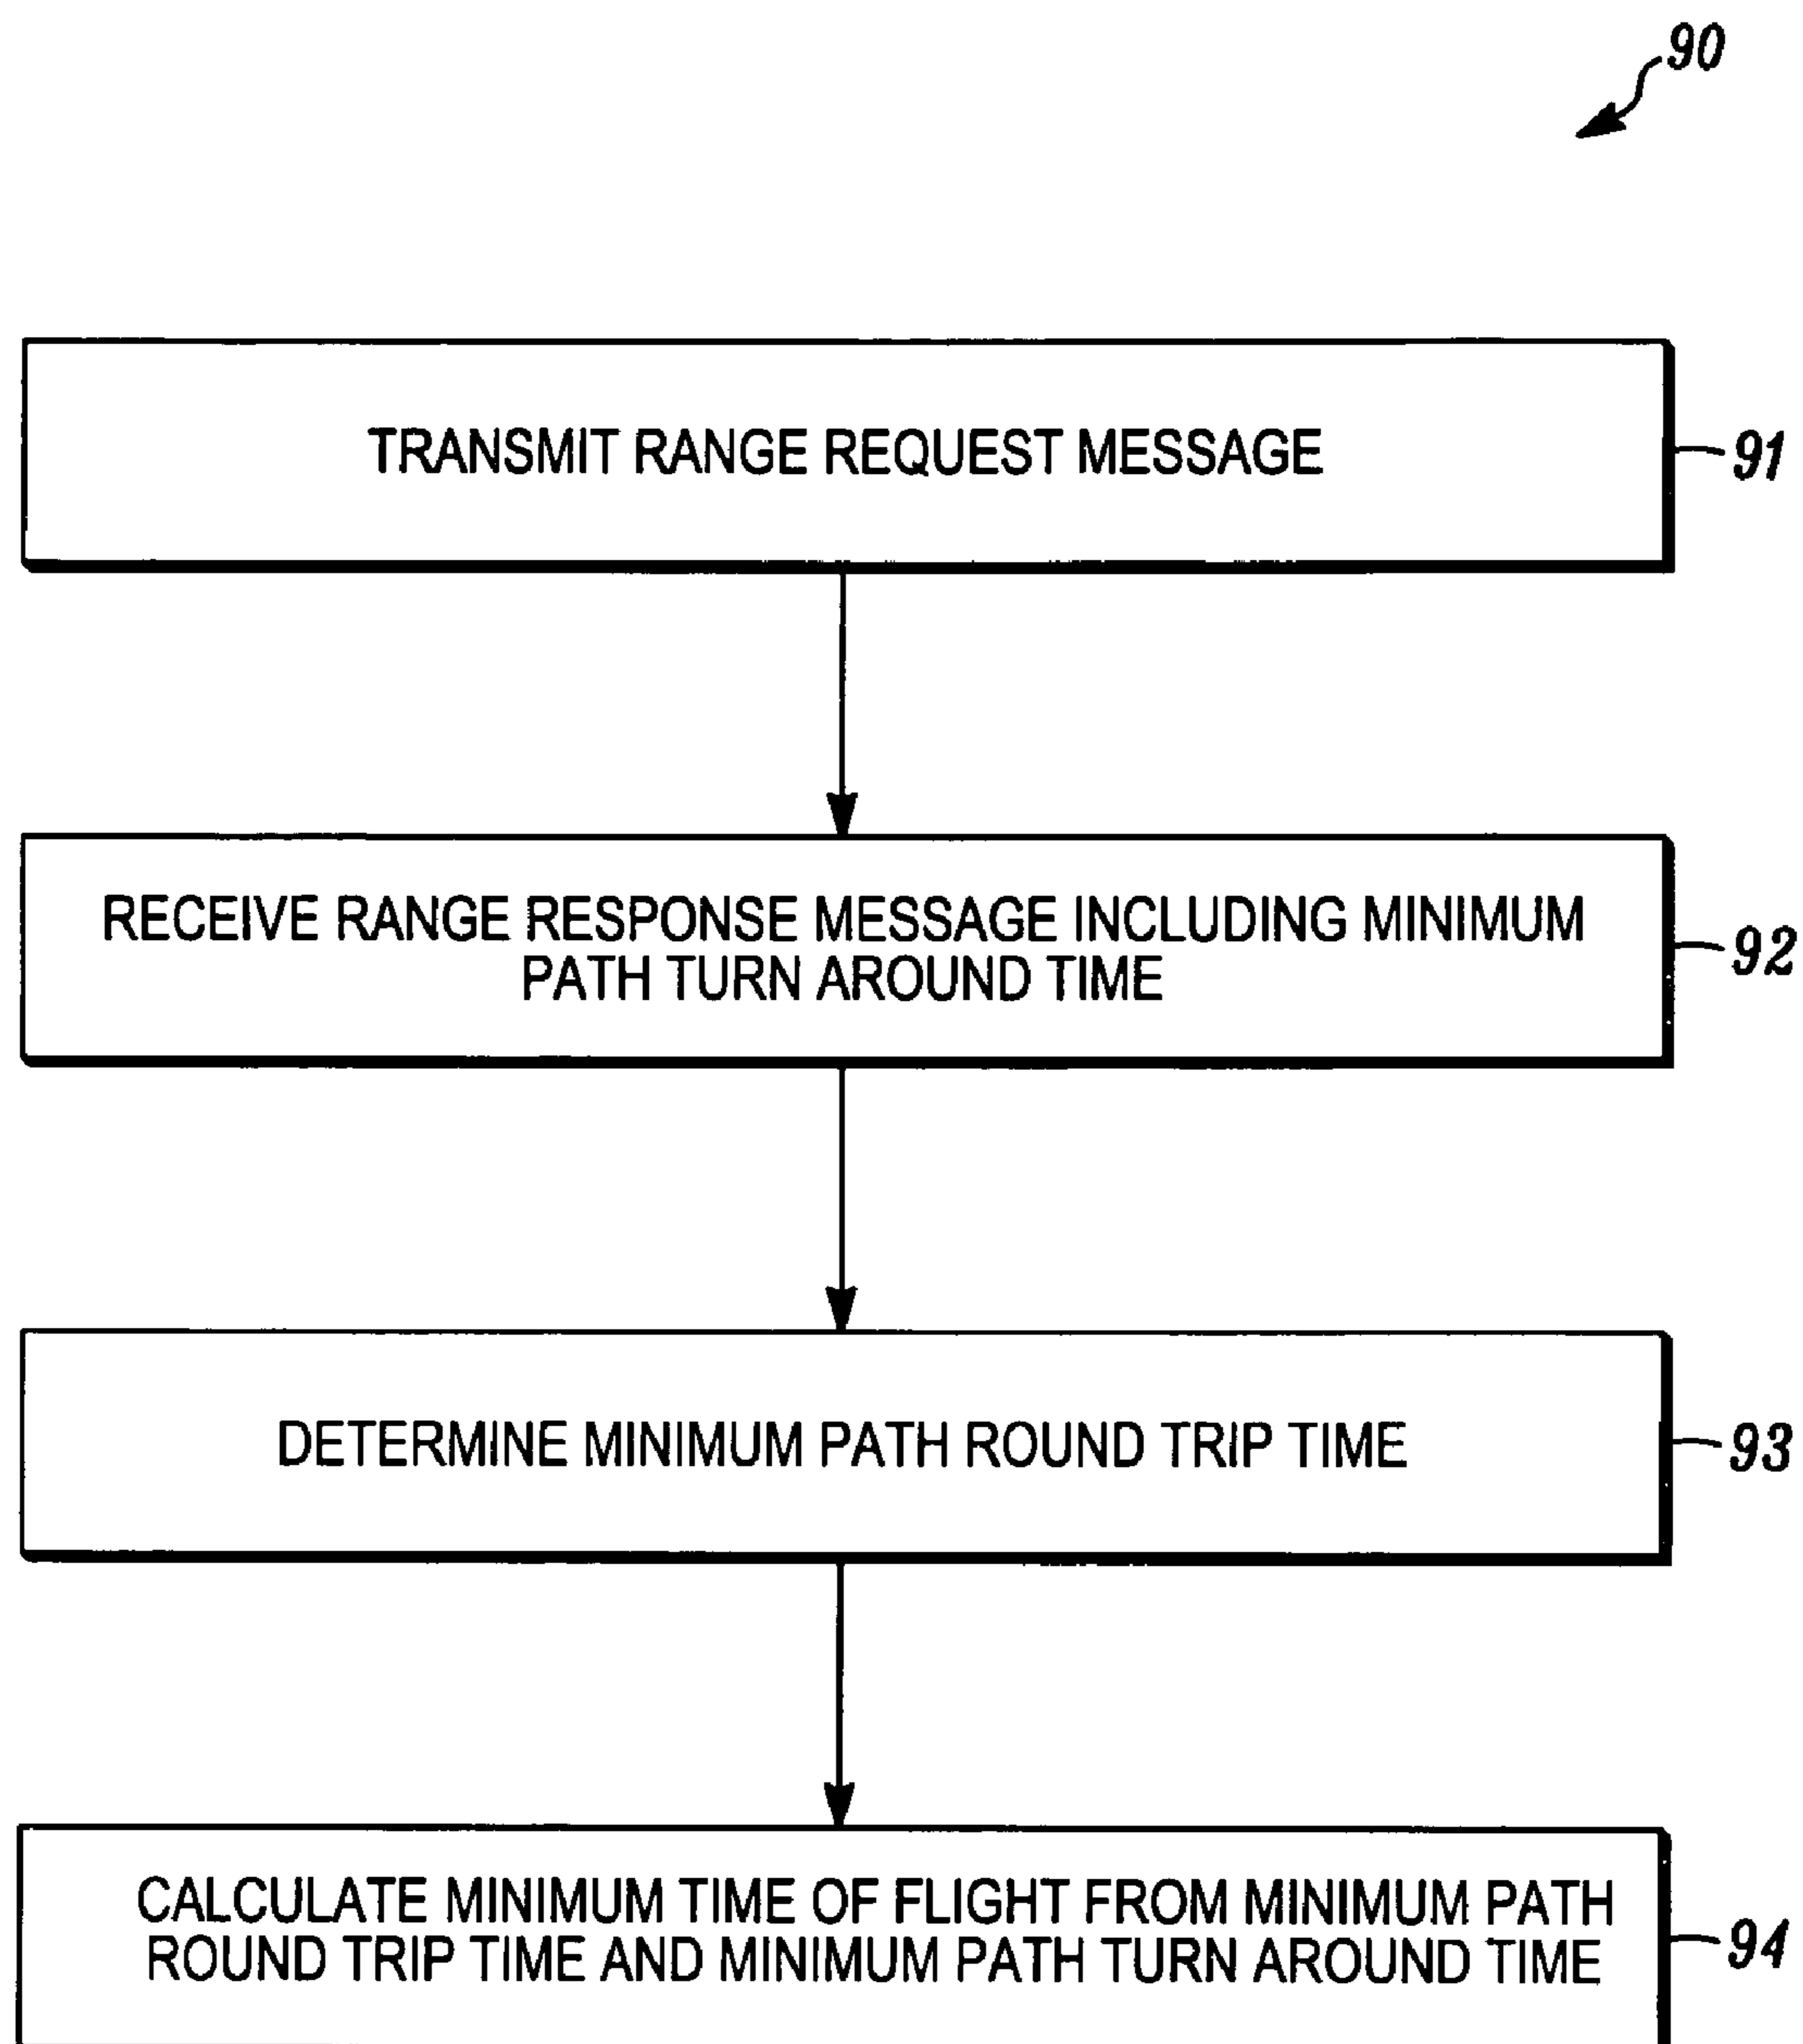 90
TRANSMIT RANGE REQUEST MESSAGE
91
RECEIVE RANGE RESPONSE MESSAGE INCLUDING MINIMUM
PATH TURN AROUND TIME
92
DETERMINE MINIMUM PATH ROUND TRIP TIME
93
CALCULATE MINIMUM TIME OF FLIGHT FROM MINIMUM PATH
ROUND TRIP TIME AND MINIMUM PATH TURN AROUND TIME
94